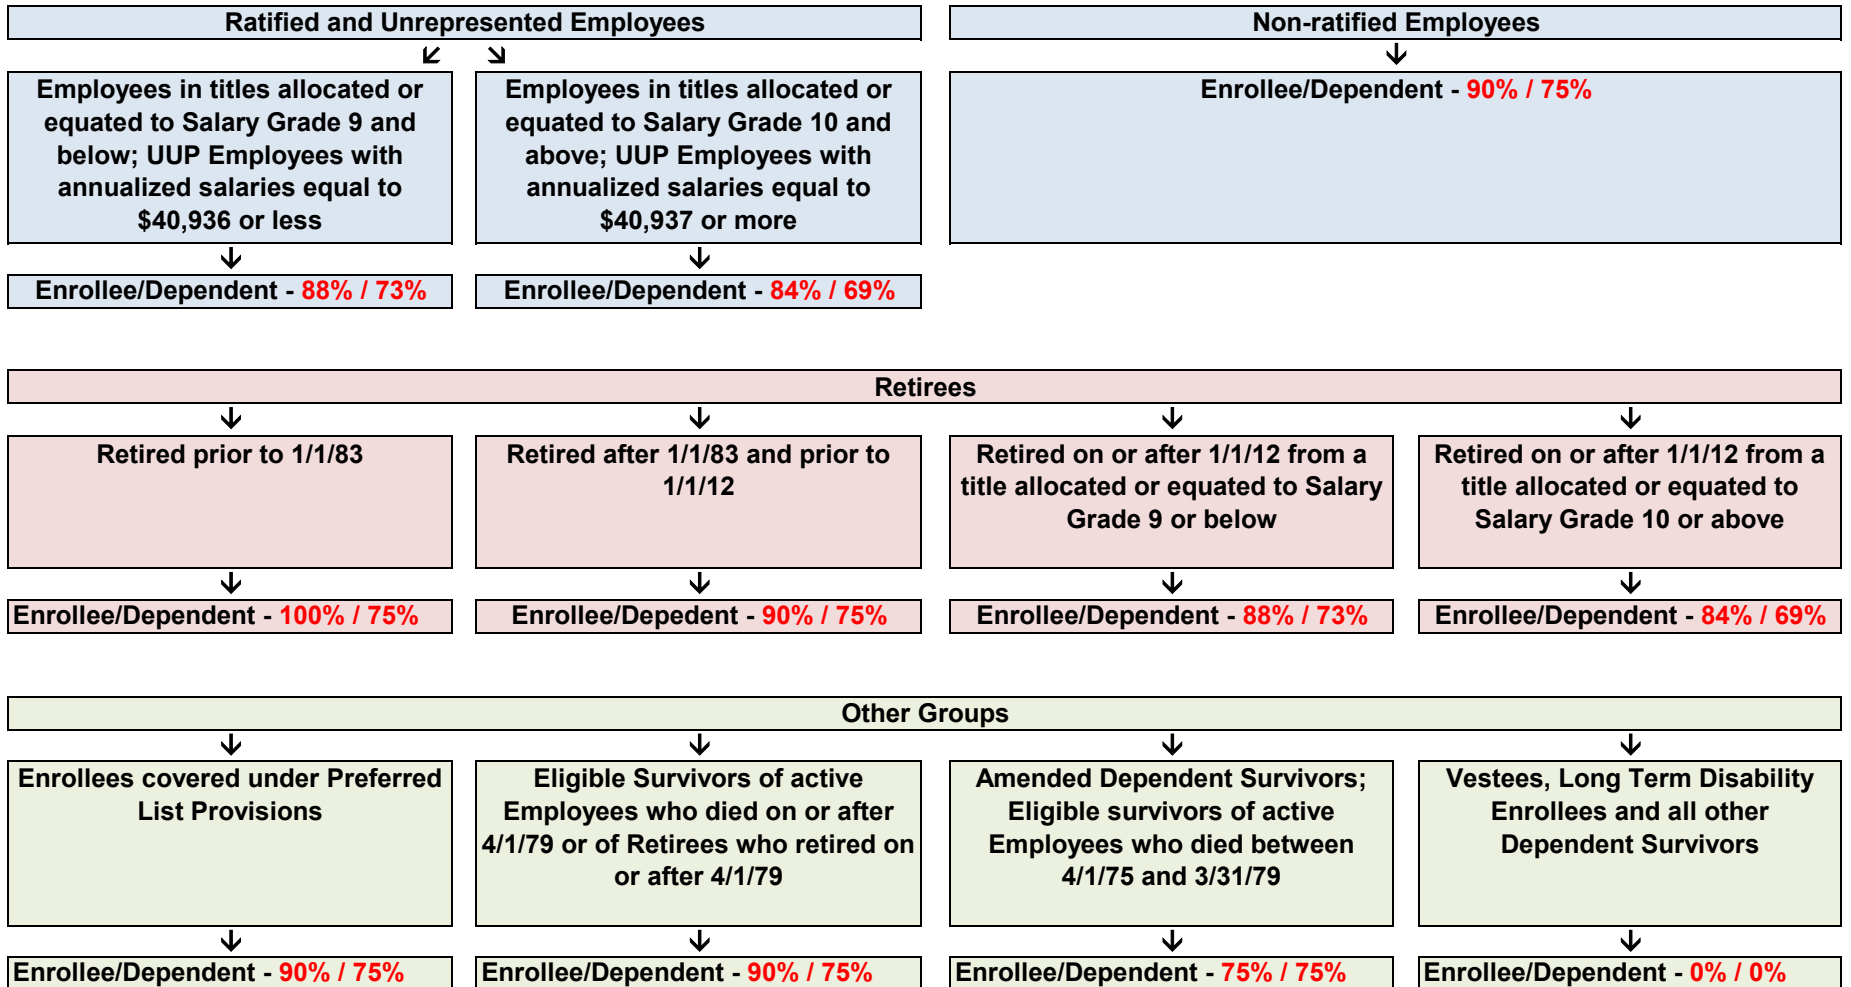 Ratified and Unrepresented Employees
Non-ratified Employees
Employees in titles allocated or
equated to Salary Grade 9 and
below; UUP Employees with
annualized salaries equal to
$40,936 or less
Employees in titles allocated or
equated to Salary Grade 10 and
above; UUP Employees with
annualized salaries equal to
$40,937 or more
Enrollee/Dependent - 90% / 75%
Enrollee/Dependent - 88% / 73%
Enrollee/Dependent - 84% / 69%
Retirees
Retired prior to 1/1/83
Retired after 1/1/83 and prior to
1/1/12
Retired on or after 1/1/12 from a
title allocated or equated to Salary
Grade 9 or below
Retired on or after 1/1/12 from a
title allocated or equated to
Salary Grade 10 or above
Enrollee/Dependent - 100% / 75%
Enrollee/Depedent - 90% / 75%
Enrollee/Dependent - 88% / 73%
Enrollee/Dependent - 84% / 69%
Other Groups
Enrollees covered under Preferred
List Provisions
Eligible Survivors of active
Employees who died on or after
4/1/79 or of Retirees who retired on
or after 4/1/79
Amended Dependent Survivors;
Eligible survivors of active
Employees who died between
4/1/75 and 3/31/79
Vestees, Long Term Disability
Enrollees and all other
Dependent Survivors
Enrollee/Dependent - 90% / 75%
Enrollee/Dependent - 90% / 75%
Enrollee/Dependent - 75% / 75%
Enrollee/Dependent - 0% / 0%